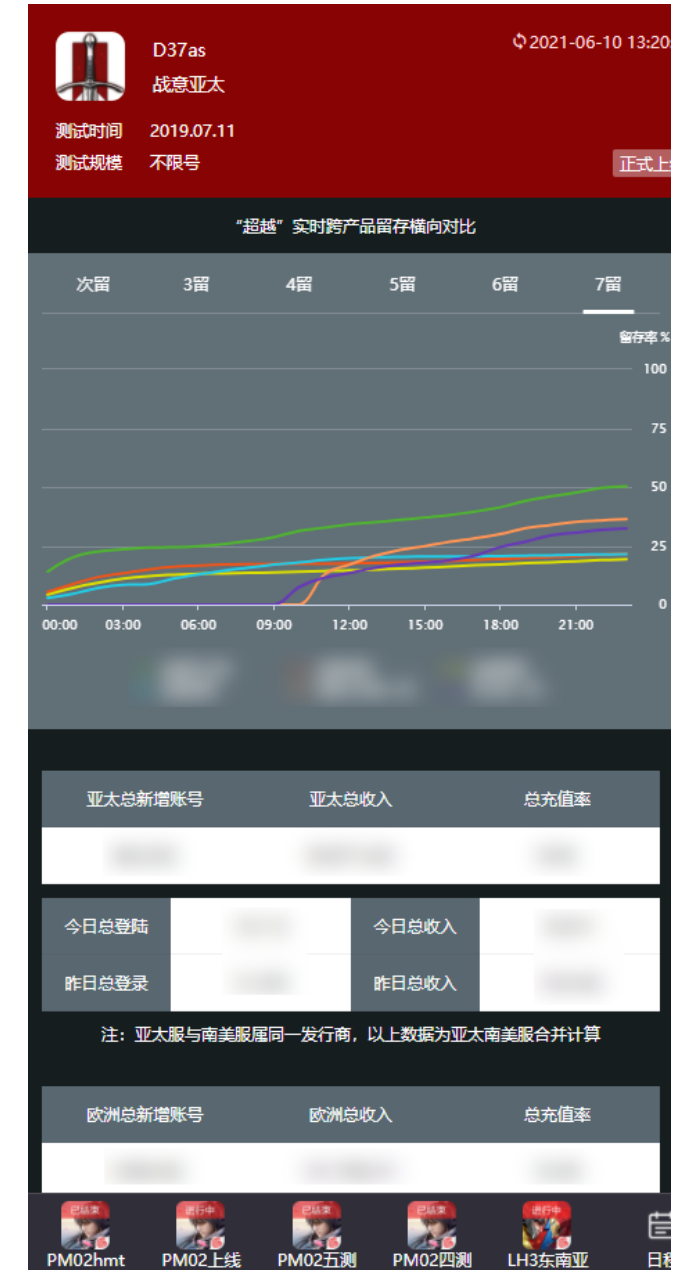 D37as
2021-06-10 13:20
战意亚太
测试时间 2019.07.11
测试规模 不限号
正式上
“超越”实时跨产品留存横向对比
次留 3留 4留 5留 6留 7留
留存率%
100
75
50
25
0
00:00 03:00 06:00 09:00 12:00 15:00 18:00 21:00
亚太总新增账号 亚太总收入 总充值率
今日总登陆 今日总收入
昨日总登录 昨日总收入
注：亚太服与南美服属同一发行商，以上数据为亚太南美服合并计算
欧洲总新增账号 欧洲总收入 总充值率
已结束 进行中 已结束 已结束 进行中
PM02hmt PM02上线 PM02五测 PM02四测 LH3东南亚 日